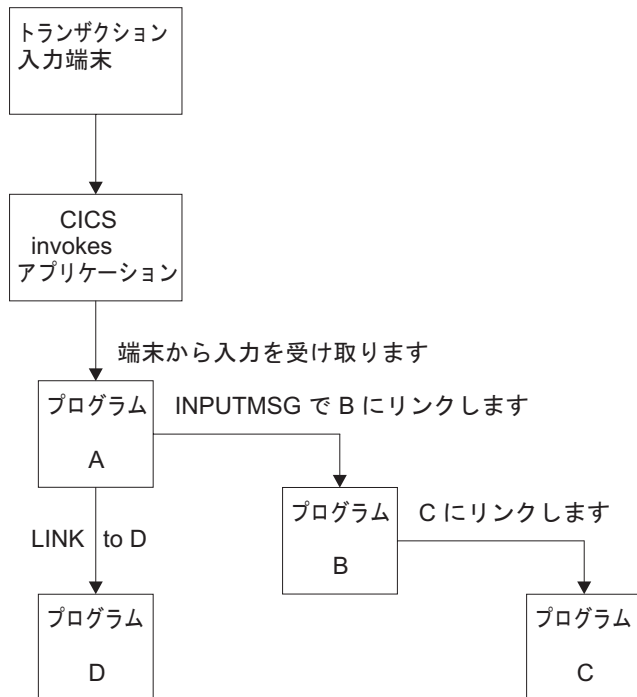 トランザクション
入力端末
CICS
invokes
アプリケーション
端末から入力を受け取ります
プログラム
A
INPUTMSG で B にリンクします
プログラム
B
C にリンクします
LINK to D
プログラム
D
プログラム
C